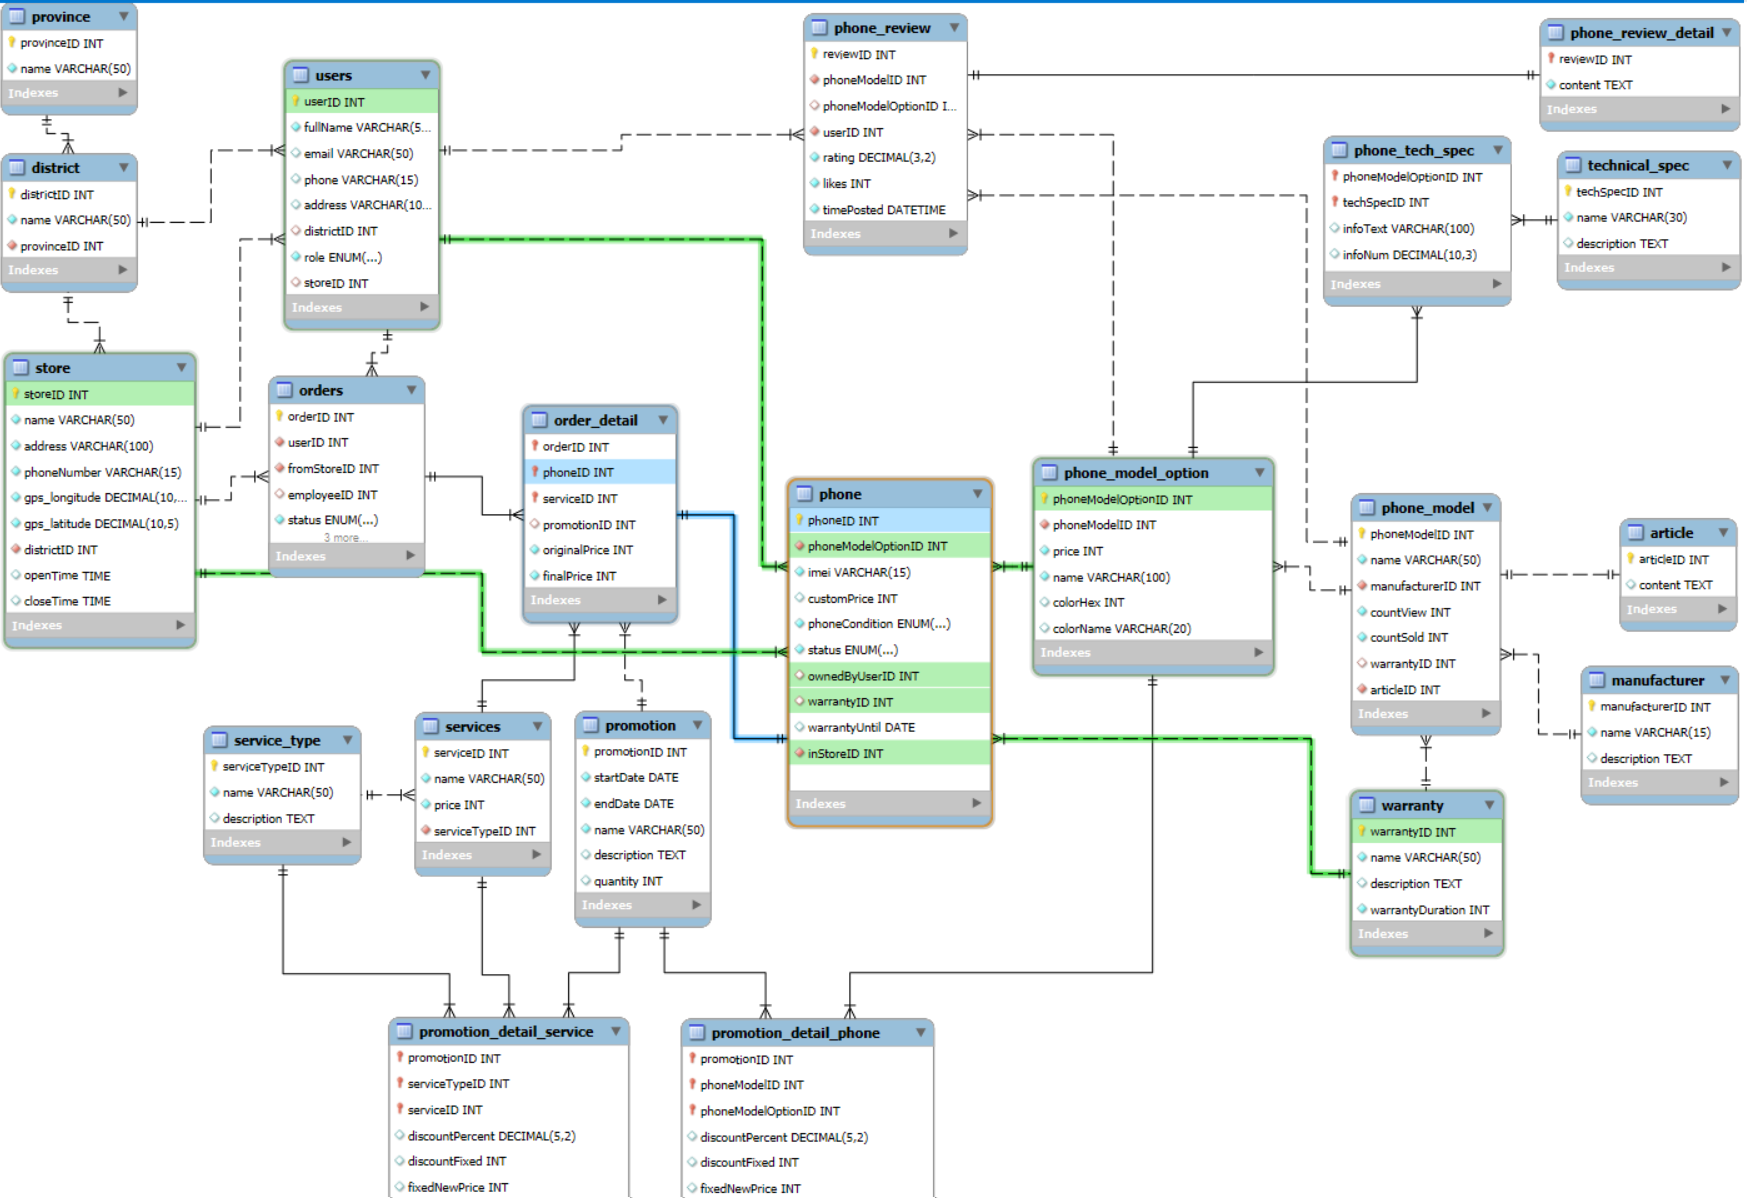 province
provinceID INT
name VARCHAR(50)
Indexes
district
districtID INT
name VARCHAR(50)
provinceID INT
Indexes
store
storeID INT
name VARCHAR(50)
address VARCHAR(100)
phoneNumber VARCHAR(15)
gps_longitude DECIMAL(10,...
gps_latitude DECIMAL(10,5)
districtID INT
openTime TIME
closeTime TIME
Indexes
users
userID INT
fullName VARCHAR(5...
email VARCHAR(50)
phone VARCHAR(15)
address VARCHAR(10...
districtID INT
role ENUM(...)
storeID INT
Indexes
orders
orderID INT
userID INT
fromStoreID INT
employeeID INT
status ENUM(...)
3 more...
Indexes
order_detail
orderID INT
phoneID INT
serviceID INT
promotionID INT
originalPrice INT
finalPrice INT
Indexes
phone_review
reviewID INT
phoneModelID INT
phoneModelOptionID I...
userID INT
rating DECIMAL(3,2)
likes INT
timePosted DATETIME
Indexes
phone_review_detail
reviewID INT
content TEXT
Indexes
phone_tech_spec
phoneModelOptionID INT
techSpecID INT
infoText VARCHAR(100)
infoNum DECIMAL(10,3)
Indexes
technical_spec
techSpecID INT
name VARCHAR(30)
description TEXT
Indexes
phone
phoneID INT
phoneModelOptionID INT
imei VARCHAR(15)
customPrice INT
phoneCondition ENUM(...)
status ENUM(...)
ownedByUserID INT
warrantyID INT
warrantyUntil DATE
inStoreID INT
Indexes
phone_model_option
phoneModelOptionID INT
phoneModelID INT
price INT
name VARCHAR(100)
colorHex INT
colorName VARCHAR(20)
Indexes
phone_model
phoneModelID INT
name VARCHAR(50)
manufacturerID INT
countView INT
countSold INT
warrantyID INT
articleID INT
Indexes
article
articleID INT
content TEXT
Indexes
manufacturer
manufacturerID INT
name VARCHAR(15)
description TEXT
Indexes
warranty
warrantyID INT
name VARCHAR(50)
description TEXT
warrantyDuration INT
Indexes
service_type
serviceTypeID INT
name VARCHAR(50)
description TEXT
Indexes
services
serviceID INT
name VARCHAR(50)
price INT
serviceTypeID INT
Indexes
promotion
promotionID INT
startDate DATE
endDate DATE
name VARCHAR(50)
description TEXT
quantity INT
Indexes
promotion_detail_service
promotionID INT
serviceTypeID INT
serviceID INT
discountPercent DECIMAL(5,2)
discountFixed INT
fixedNewPrice INT
promotion_detail_phone
promotionID INT
phoneModelID INT
phoneModelOptionID INT
discountPercent DECIMAL(5,2)
discountFixed INT
fixedNewPrice INT